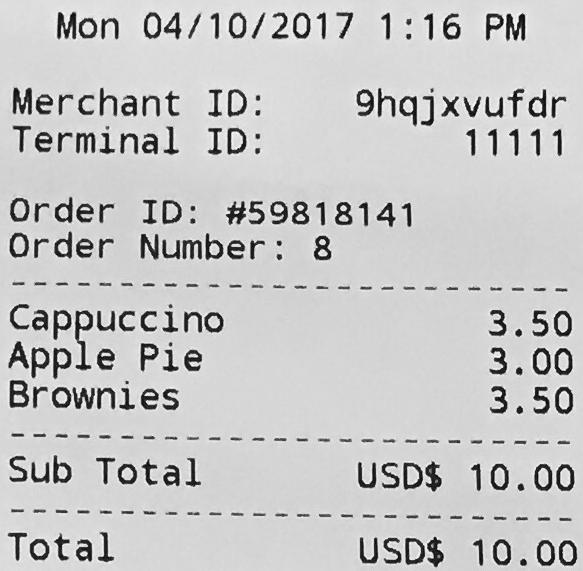 Mon 04/10/2017 1:16 PM
Merchant ID: 9hqjxvufdr
Terminal ID: 11111
Order ID: #59818141
Order Number: 8
--------------------------
Cappuccino 3.50
Apple Pie 3.00
Brownies 3.50
--------------------------
Sub Total USD$ 10.00
--------------------------
Total USD$ 10.00